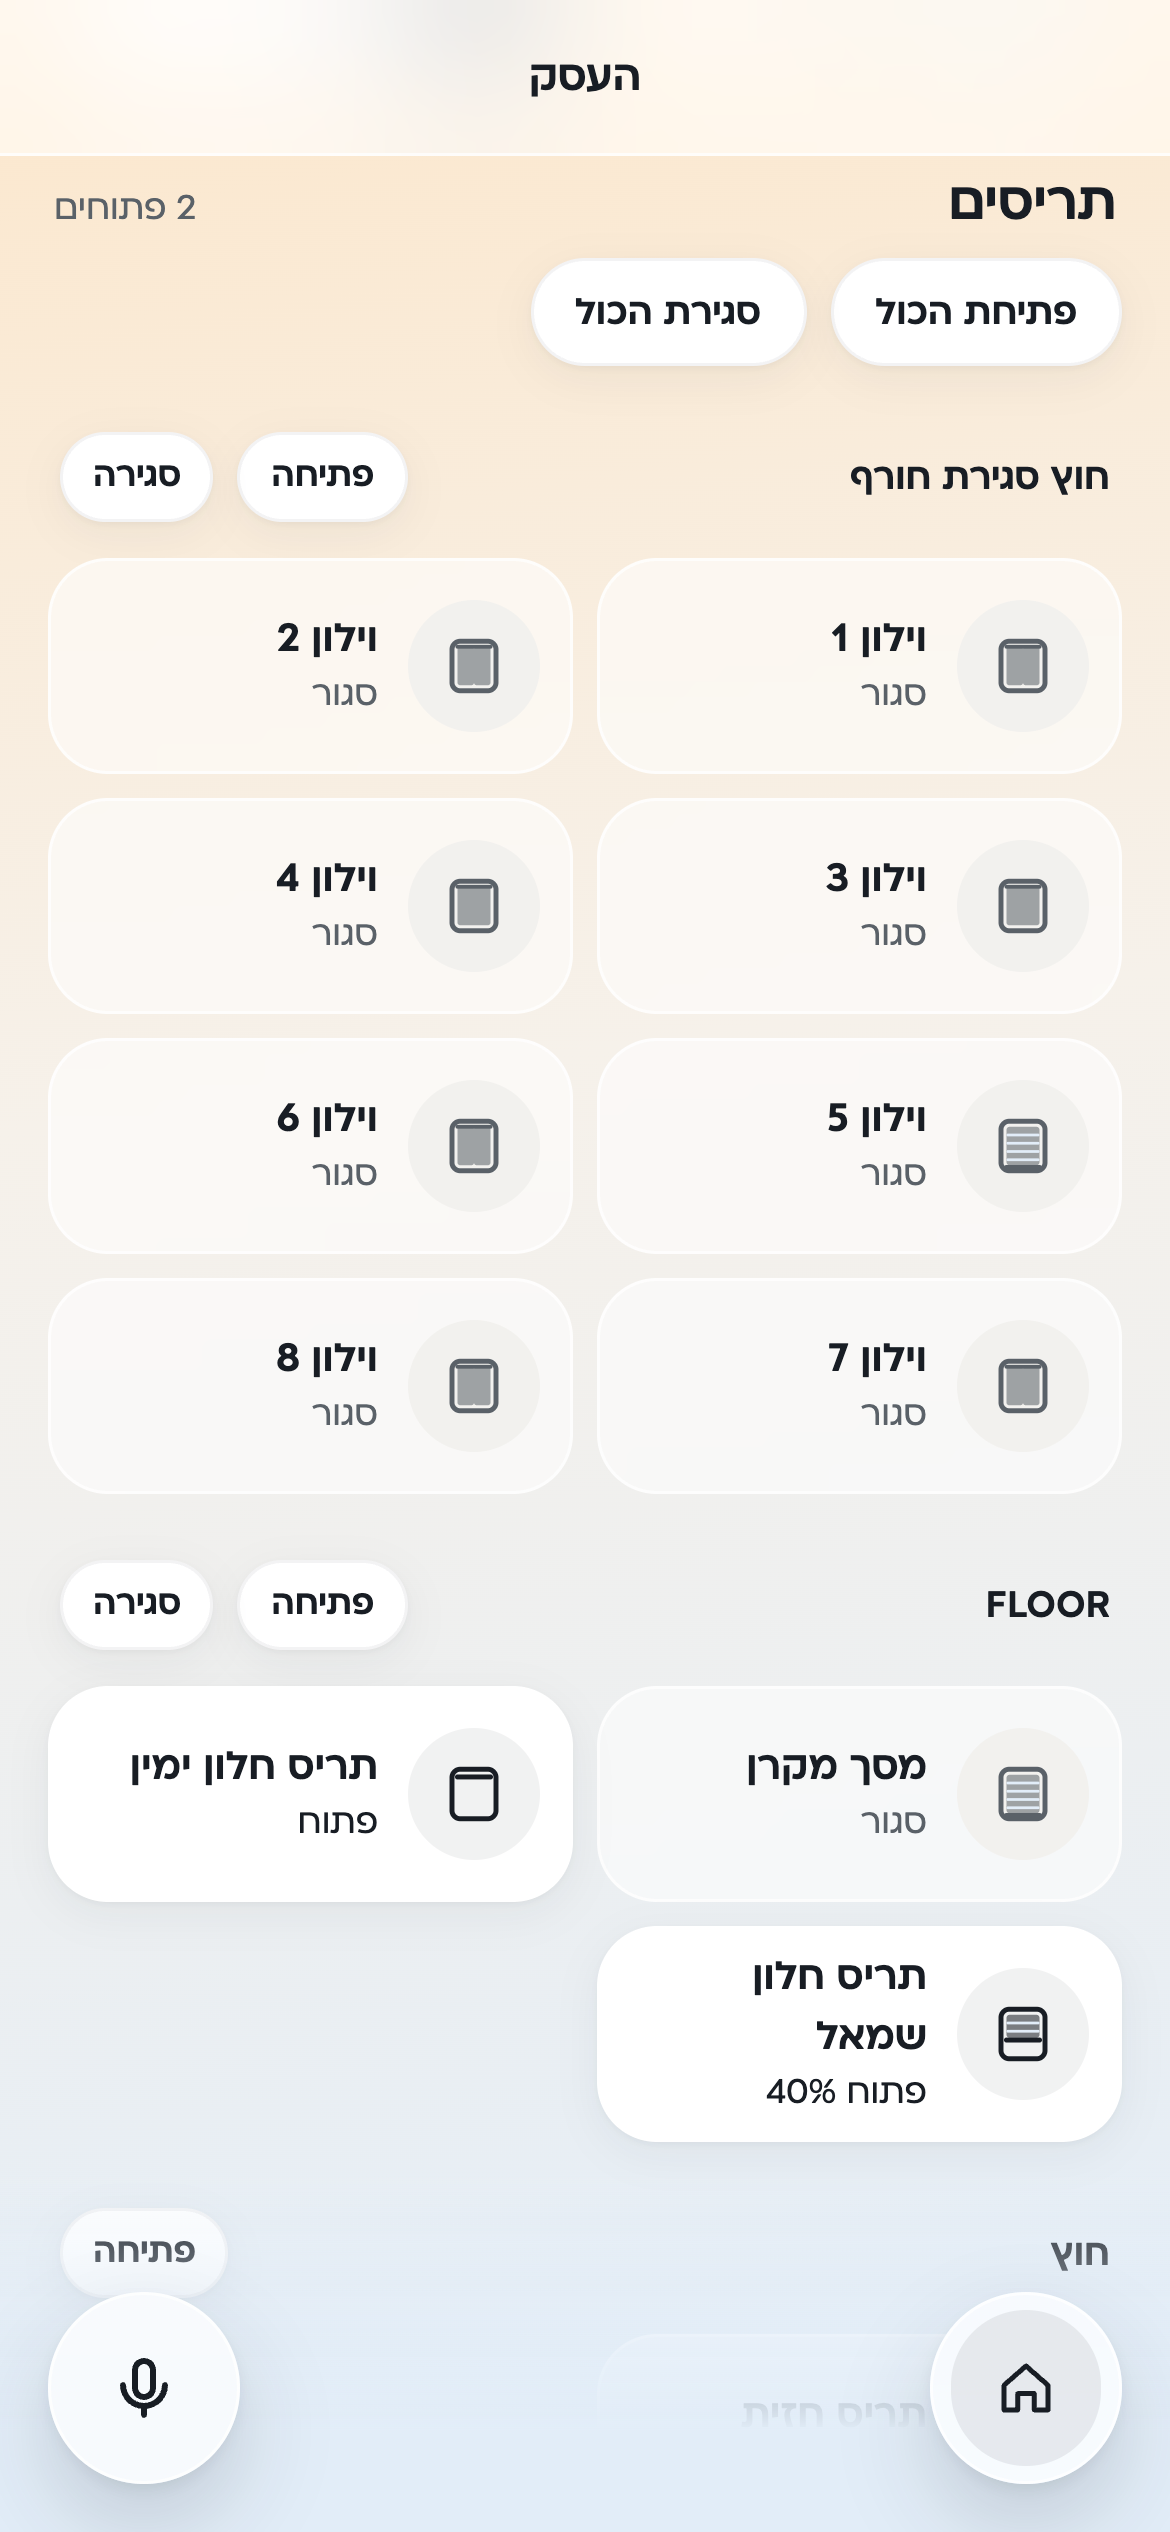 העסק
תריסים
2 פתוחים
פתיחת הכול
סגירת הכול
חוץ סגירת חורף
פתיחה
סגירה
וילון 1
סגור
וילון 2
סגור
וילון 3
סגור
וילון 4
סגור
וילון 5
סגור
וילון 6
סגור
וילון 7
סגור
וילון 8
סגור
FLOOR
פתיחה
סגירה
מסך מקרן
סגור
תריס חלון ימין
פתוח
תריס חלון
שמאל
פתוח 40%
חוץ
פתיחה
תריס חזית